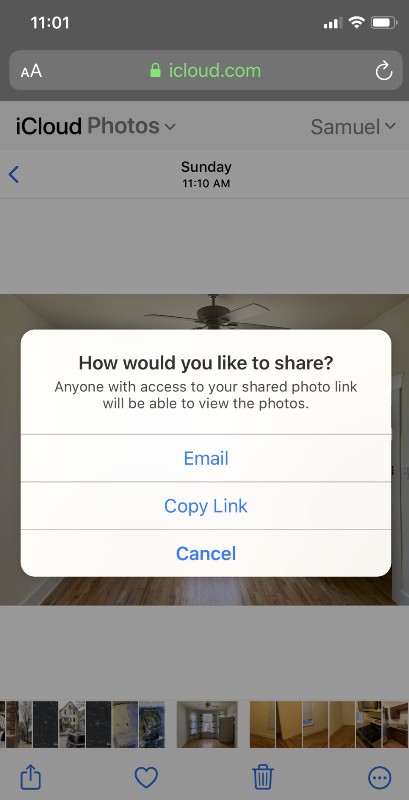 11:01
AA icloud.com
iCloud Photos Samuel
Sunday
11:10 AM
How would you like to share?
Anyone with access to your shared photo link
will be able to view the photos.
Email
Copy Link
Cancel